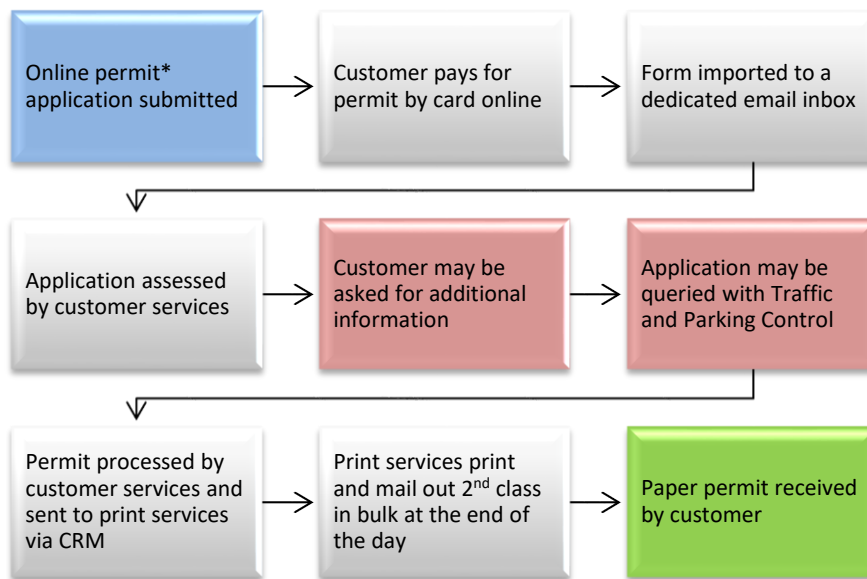 Online permit*
application submitted
Customer pays for
permit by card online
Form imported to a
dedicated email inbox
Application assessed
by customer services
Customer may be
asked for additional
information
Application may be
queried with Traffic
and Parking Control
Permit processed by
customer services and
sent to print services
via CRM
Print services print
and mail out 2nd class
in bulk at the end of
the day
Paper permit received
by customer